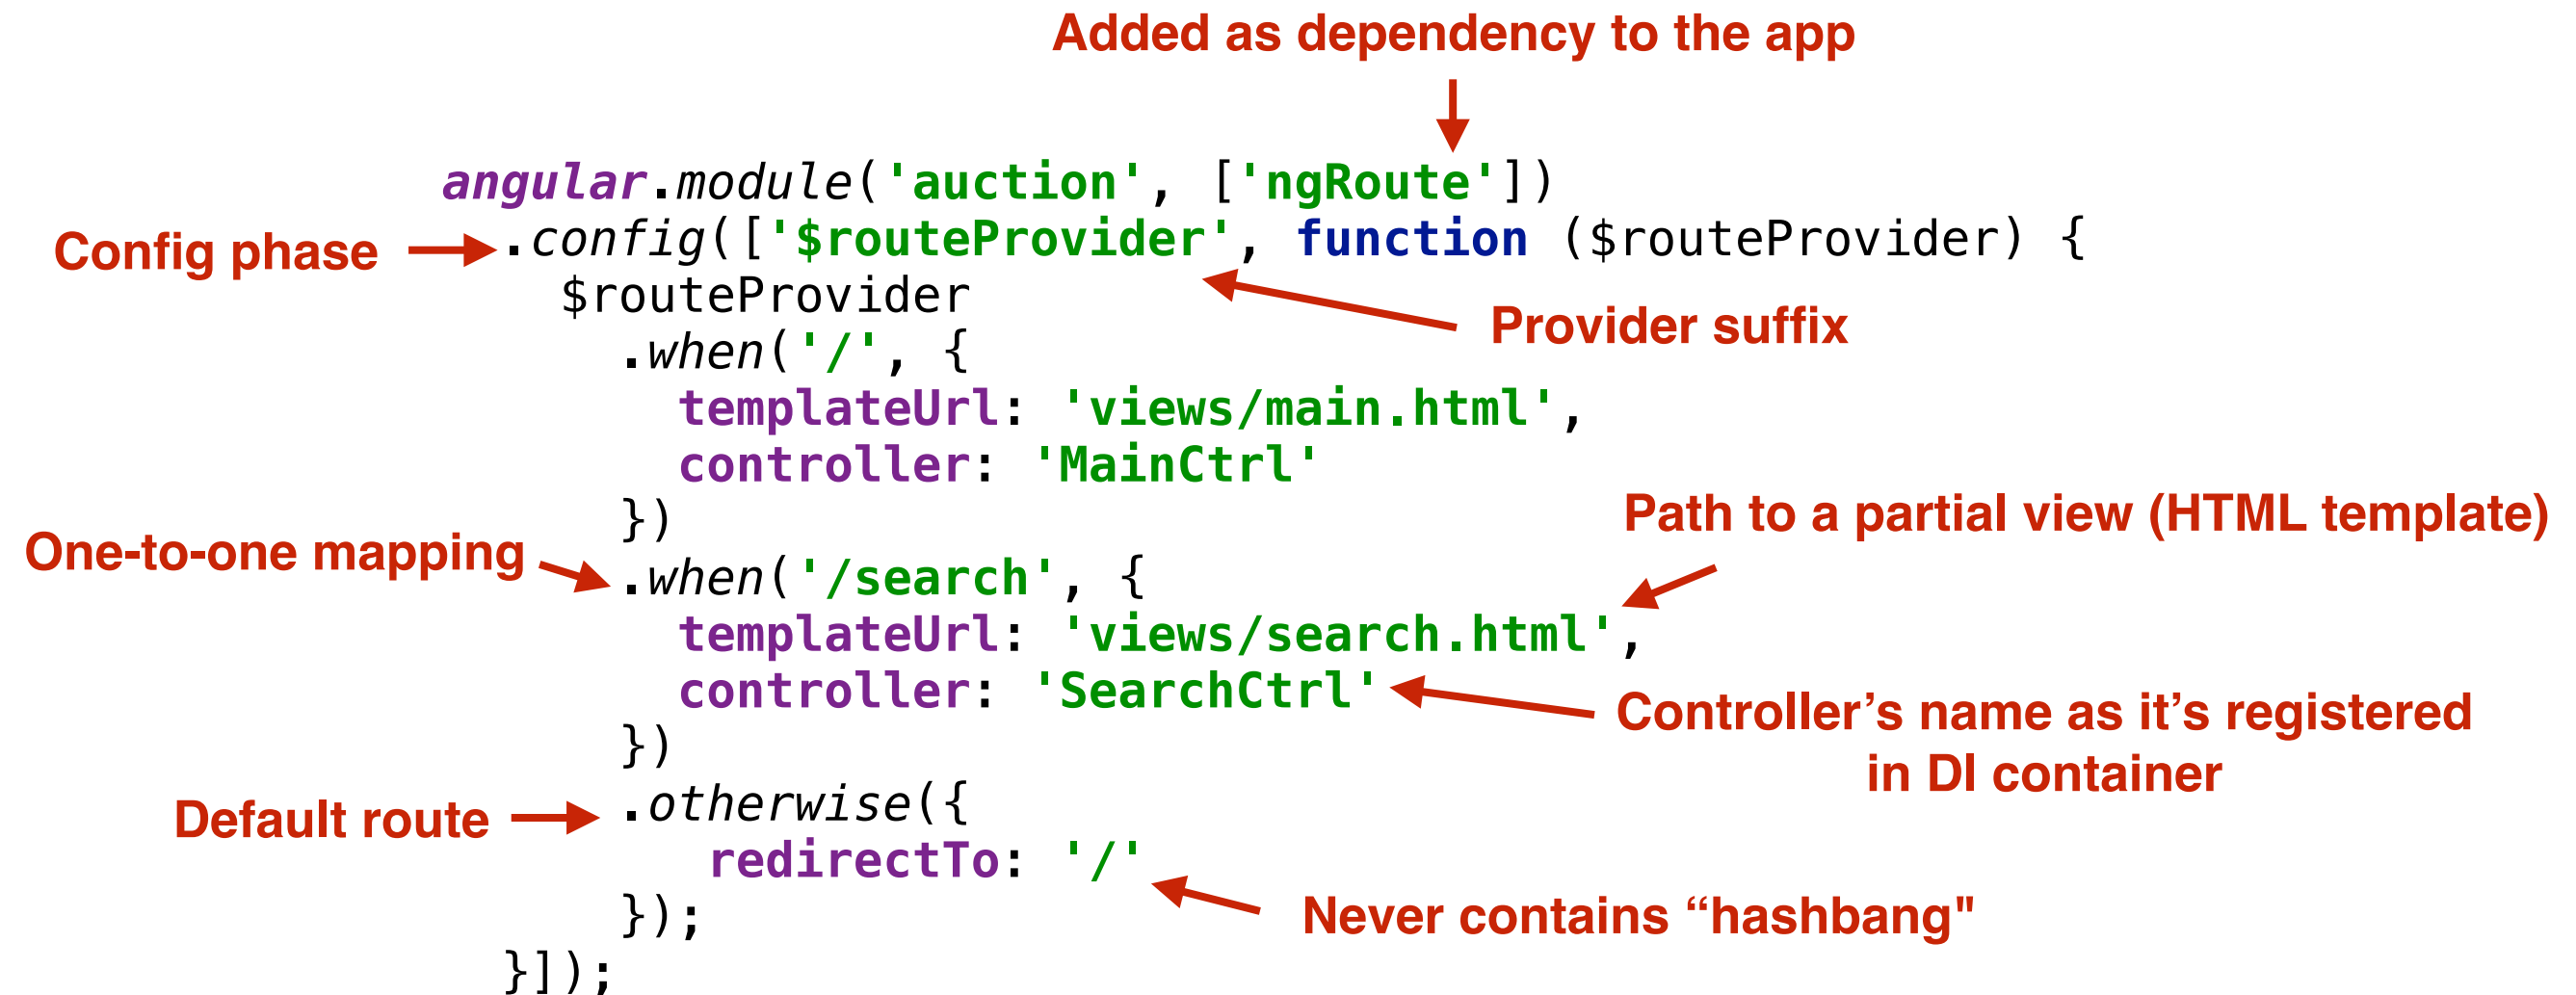 Added as dependency to the app
angular.module('auction', ['ngRoute'])
Config phase
.config(['$routeProvider', function ($routeProvider) {
$routeProvider
Provider suffix
.when('/', {
templateUrl: 'views/main.html',
controller: 'MainCtrl'
})
Path to a partial view (HTML template)
One-to-one mapping
.when('/search', {
templateUrl: 'views/search.html',
controller: 'SearchCtrl'
Controller’s name as it’s registered
in DI container
})
Default route
.otherwise({
redirectTo: '/'
Never contains “hashbang"
});
}]);